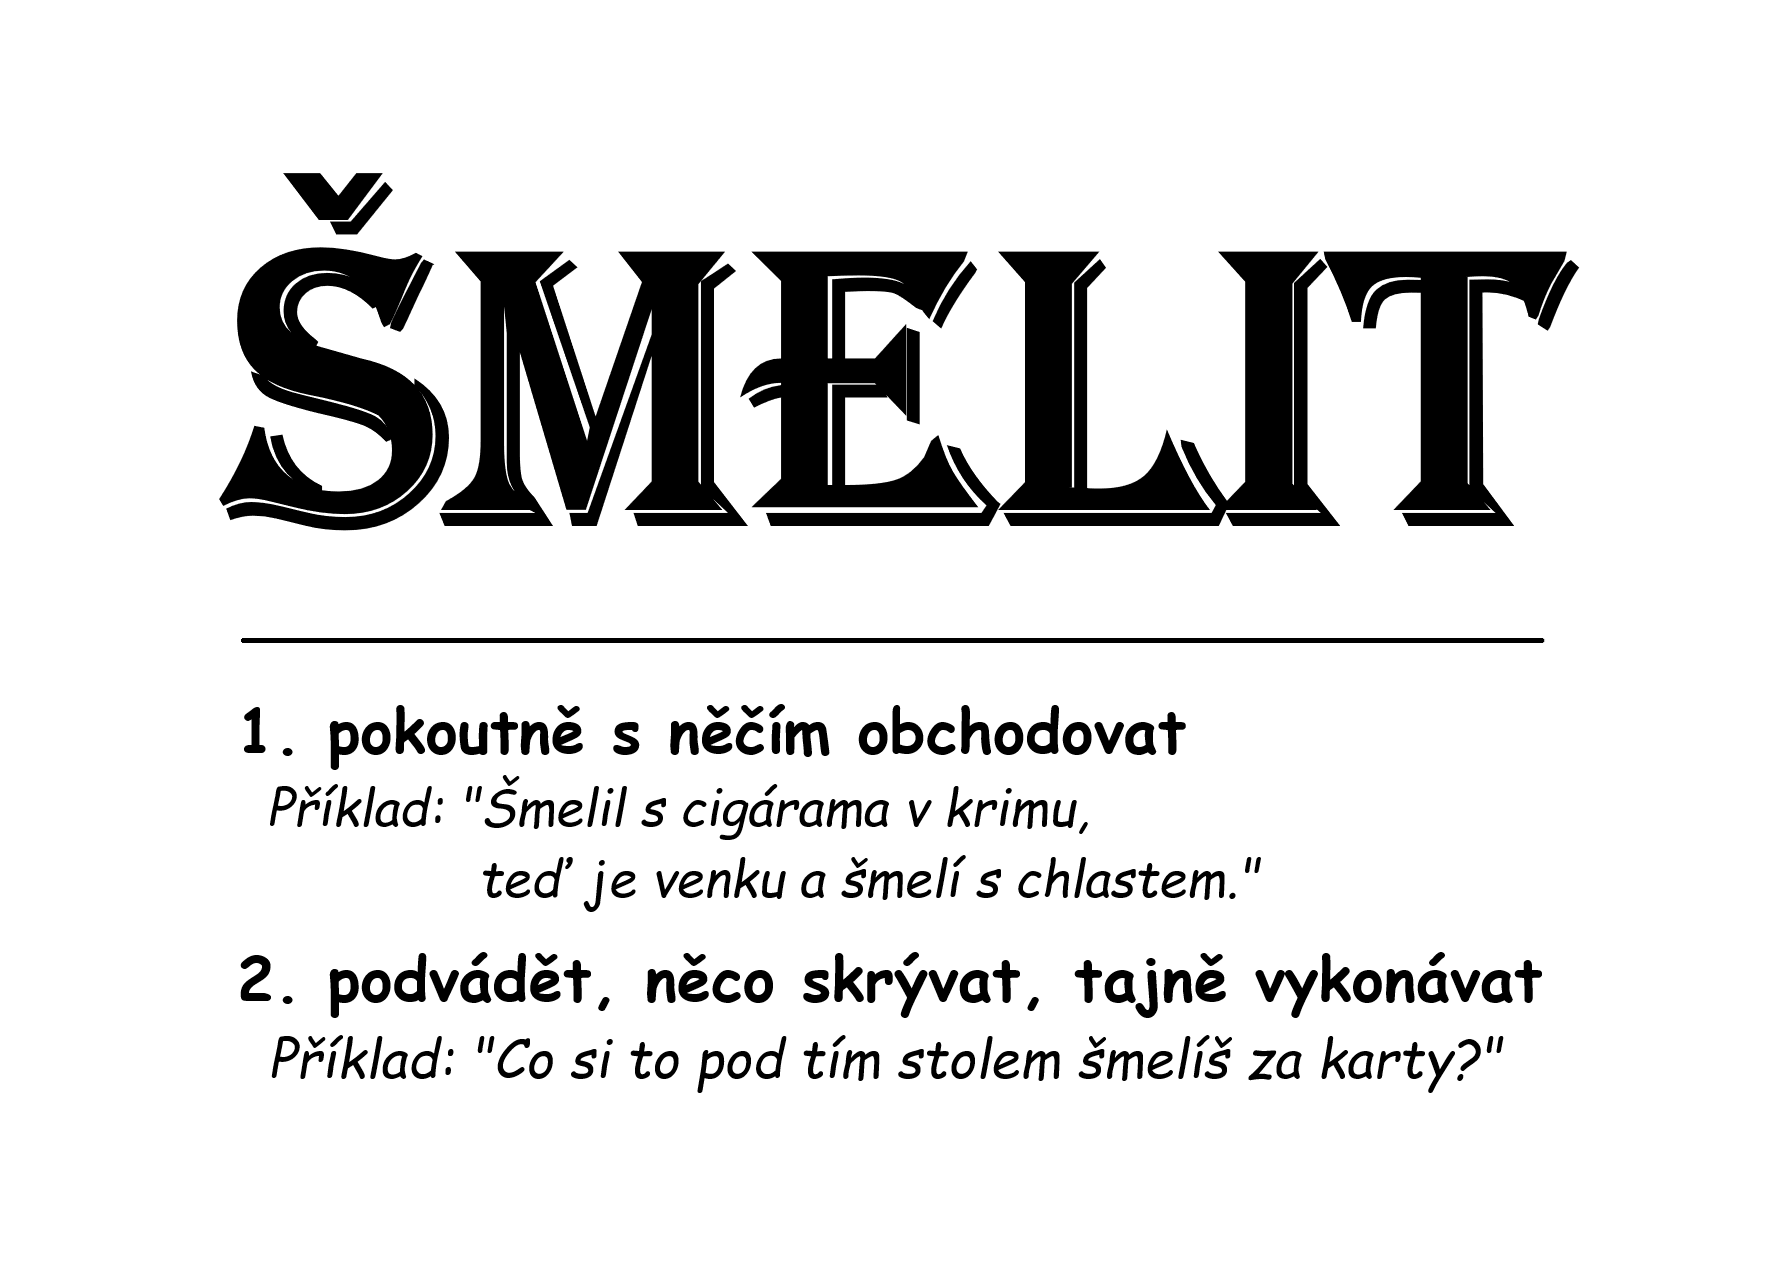 ŠMELIT
1. pokoutně s něčím obchodovat
Příklad: "Šmelil s cigárama v krimu,
teď je venku a šmelí s chlastem."
2. podvádět, něco skrývat, tajně vykonávat
Příklad: "Co si to pod tím stolem šmelíš za karty?"